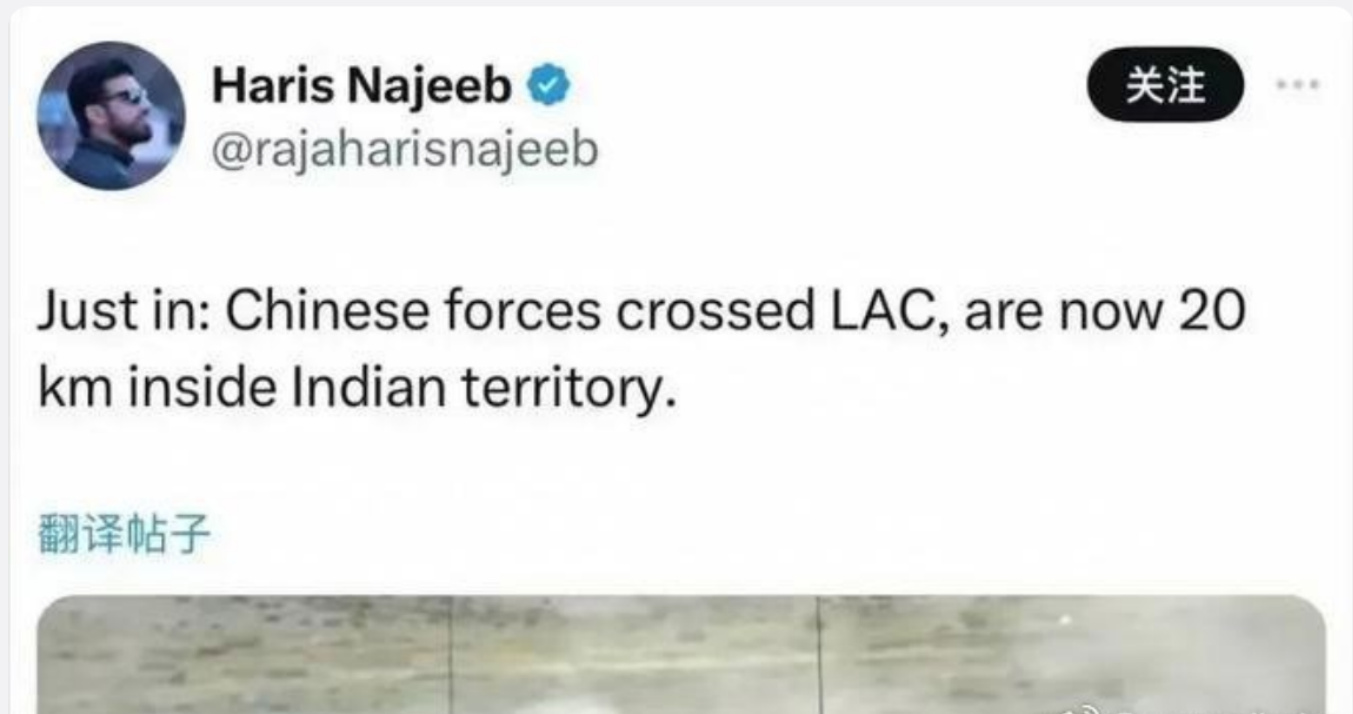 Haris Najeeb
关注
@rajaharisnajeeb
Just in: Chinese forces crossed LAC, are now 20
km inside Indian territory.
翻译帖子